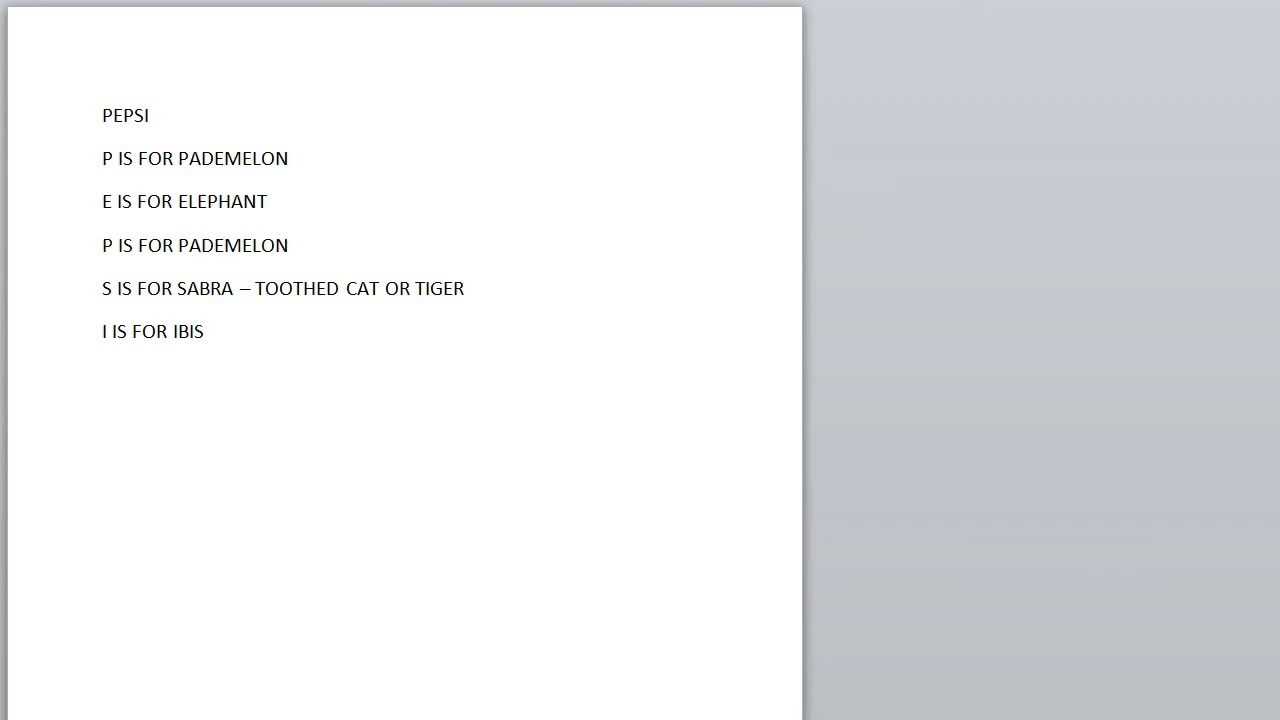 PEPSI
P IS FOR PADEMELON
E IS FOR ELEPHANT
P IS FOR PADEMELON
S IS FOR SABRA – TOOTHED CAT OR TIGER
I IS FOR IBIS